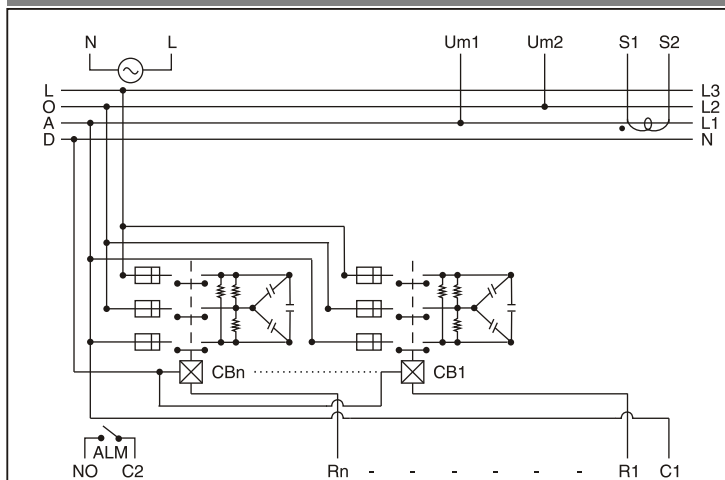 N L Um1 Um2 S1 S2
L L3
O L2
A L1
D N
CBn CB1
ALM
NO C2 Rn - - - - - - R1 C1